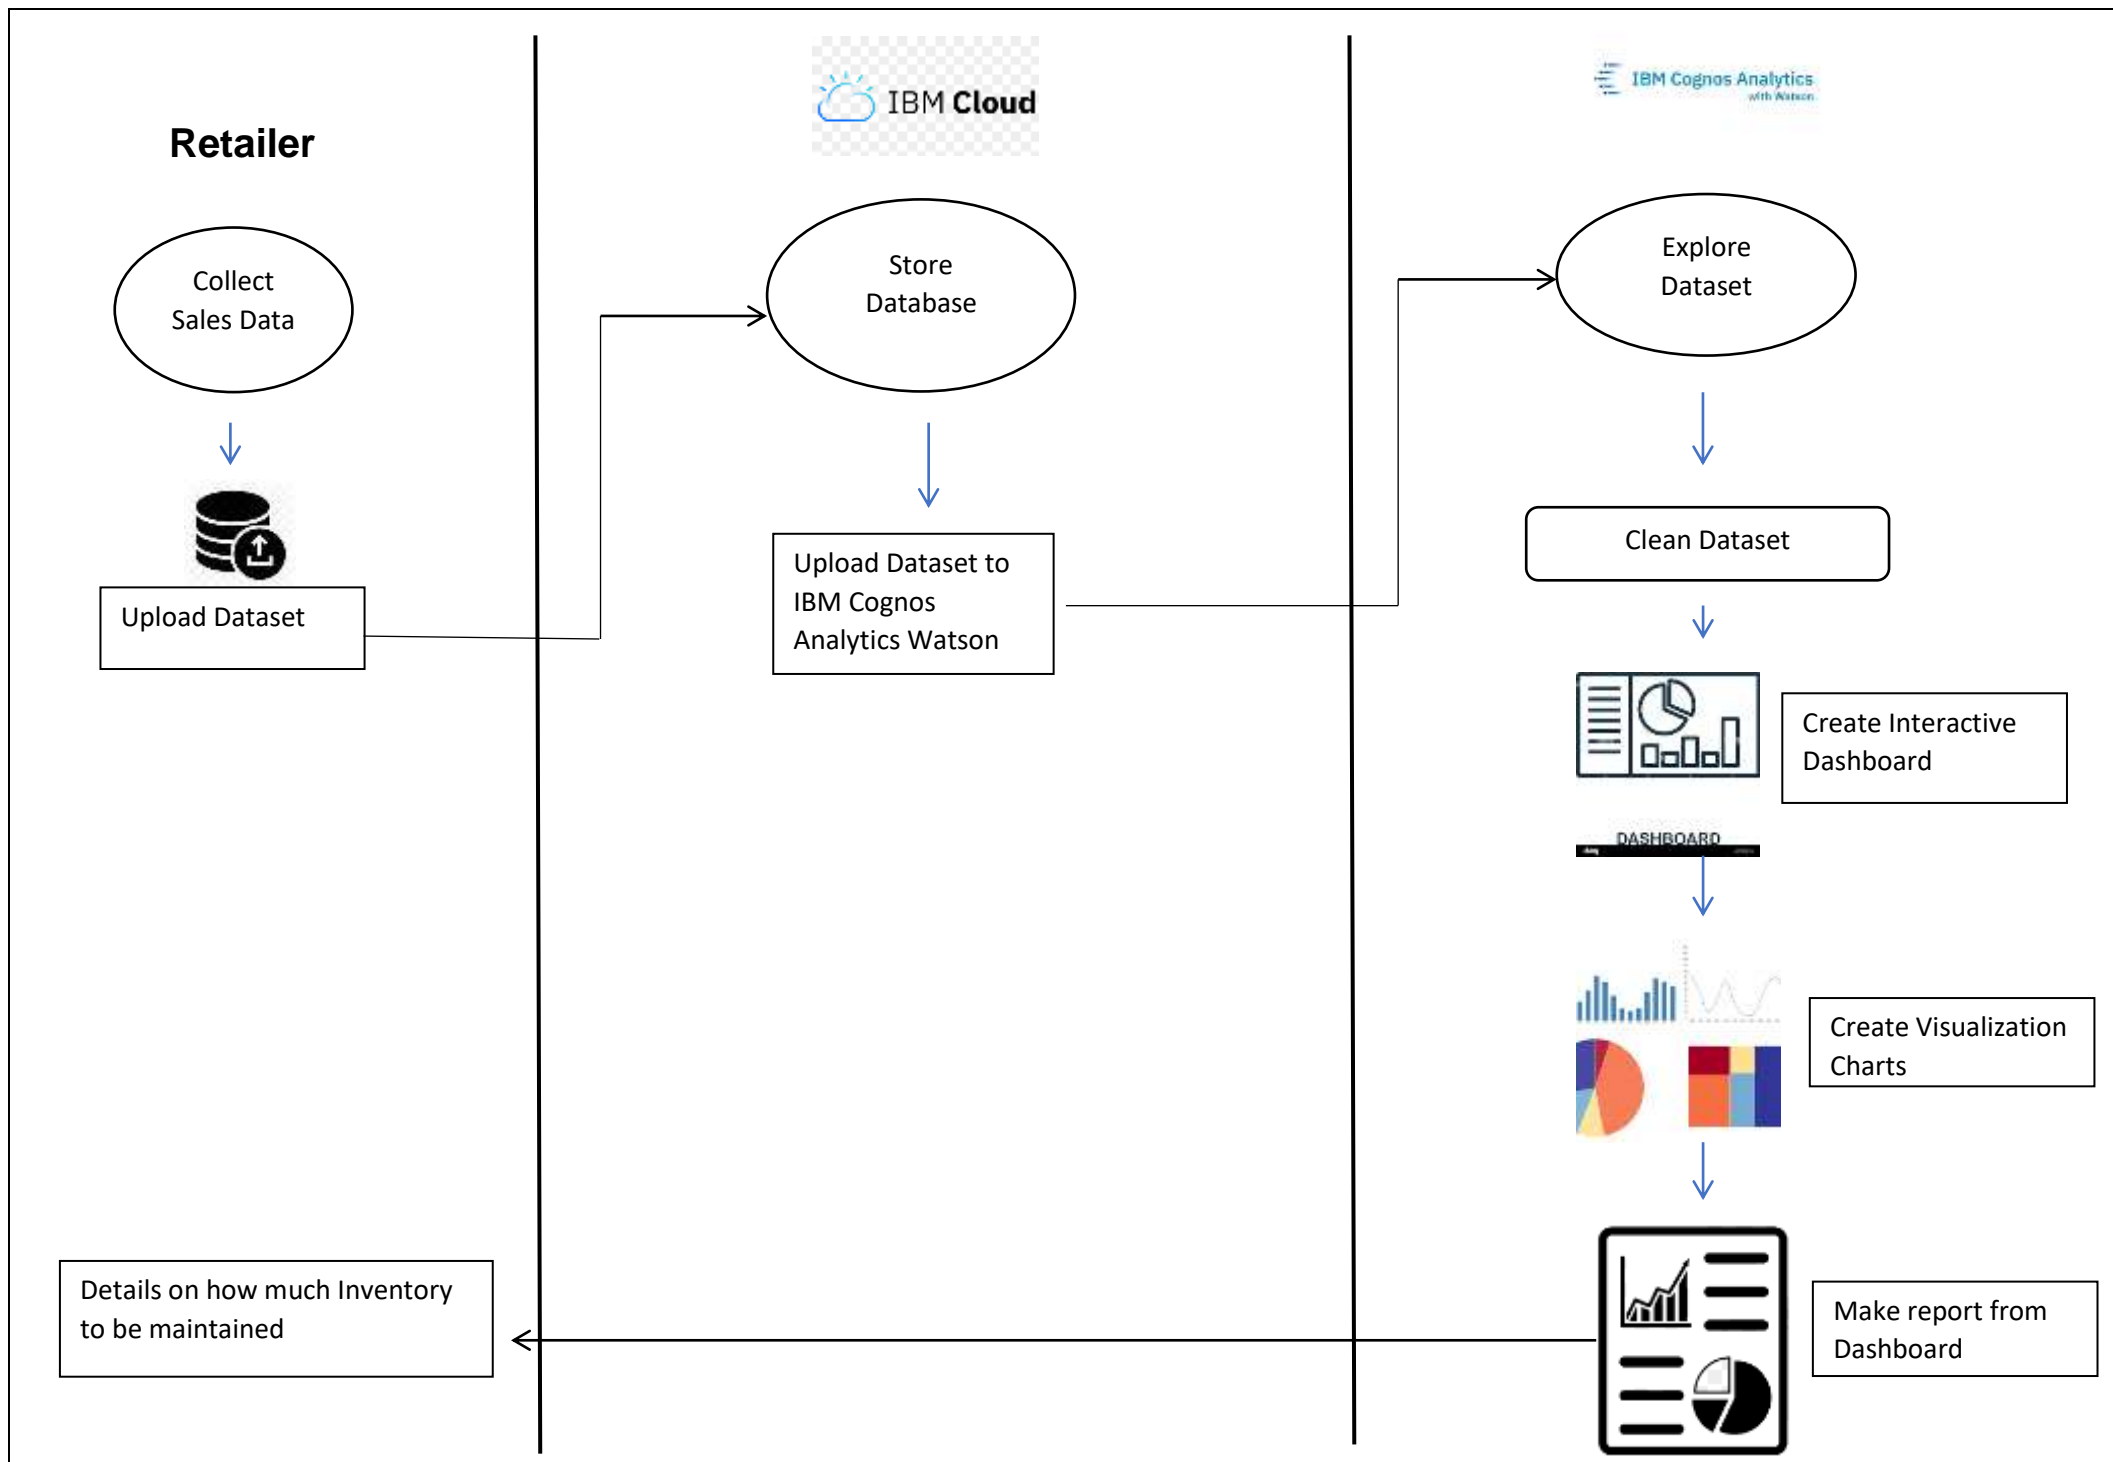 Retailer
IBM Cloud
IBM Cognos Analytics
with Watson
Collect
Sales Data
Upload Dataset
Store
Database
Upload Dataset to
IBM Cognos
Analytics Watson
Explore
Dataset
Clean Dataset
Create Interactive
Dashboard
DASHBOARD
Create Visualization
Charts
Make report from
Dashboard
Details on how much Inventory
to be maintained